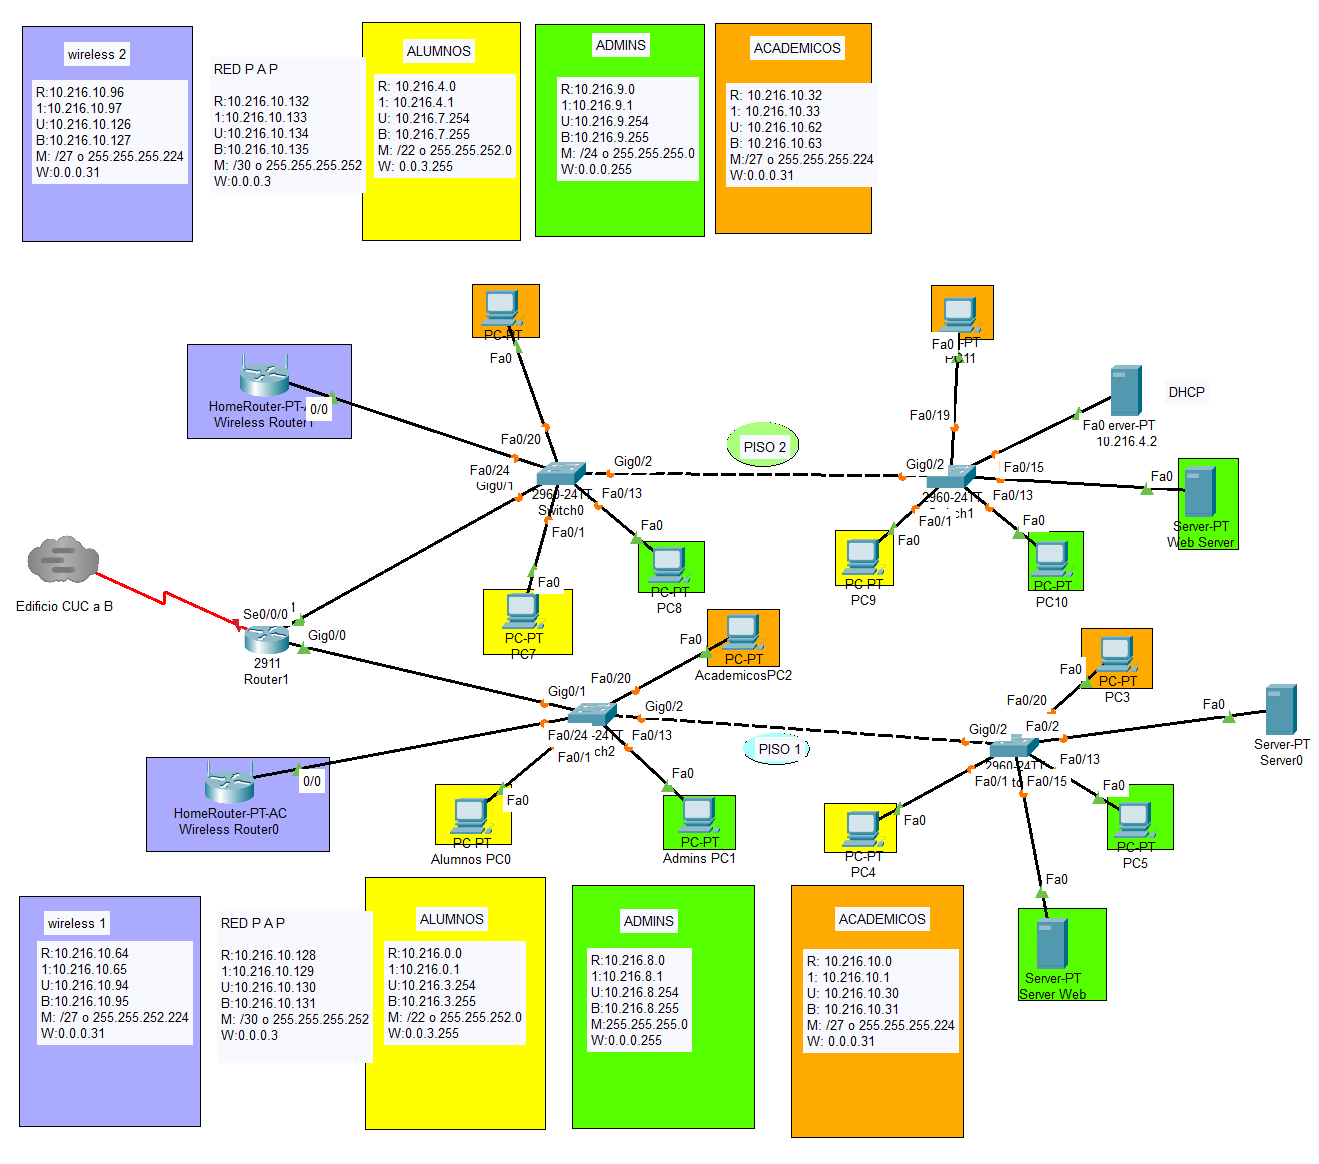 wireless 2
R:10.216.10.96
1:10.216.10.97
U:10.216.10.126
B:10.216.10.127
M: /27 o 255.255.255.224
W:0.0.0.31
RED P A P
R:10.216.10.132
1:10.216.10.133
U:10.216.10.134
B:10.216.10.135
M: /30 o 255.255.255.252
W:0.0.0.3
ALUMNOS
R: 10.216.4.0
1: 10.216.4.1
U: 10.216.7.254
B: 10.216.7.255
M: /22 o 255.255.252.0
W: 0.0.3.255
ADMINS
R:10.216.9.0
1:10.216.9.1
U:10.216.9.254
B:10.216.9.255
M: /24 o 255.255.255.0
W:0.0.0.255
ACADEMICOS
R: 10.216.10.32
1: 10.216.10.33
U: 10.216.10.62
B: 10.216.10.63
M:/27 o 255.255.255.224
W:0.0.0.31
PC-PT
Fa0
HomeRouter-PT-A
0/0
Wireless Router1
Fa0/20
Fa0/24
Gig0/1
Gig0/2
2960-24TT
Switch0
Fa0/13
Fa0/1
Fa0
PC-PT
PC7
Fa0
PC-PT
PC8
PISO 2
-PT
Fa0
Fa0/19
DHCP
Fa0
erver-PT
10.216.4.2
Gig0/2
Fa0/15
2960-24TT
Fa0/13
Fa0/1
Fa0
Server-PT
Web Server
Fa0
PC-PT
PC9
Fa0
PC-PT
PC10
Edificio CUC a B
Se0/0/0
1
Gig0/0
2911
Router1
Fa0
PC-PT
AcademicosPC2
Fa0/20
Gig0/1
Gig0/2
Fa0/24
-24TT
ch2
Fa0/13
Fa0/1
PISO 1
0/0
HomeRouter-PT-AC
Wireless Router0
Fa0
PC-PT
Alumnos PC0
Fa0
PC-PT
Admins PC1
Fa0
PC-PT
PC3
Fa0/20
Gig0/2
Fa0/2
Fa0
Server-PT
Server0
2960-24TT
Fa0/13
Fa0/1
Fa0/15
Fa0
PC-PT
PC4
Fa0
PC-PT
PC5
Fa0
Server-PT
Server Web
wireless 1
R:10.216.10.64
1:10.216.10.65
U:10.216.10.94
B:10.216.10.95
M: /27 o 255.255.252.224
W:0.0.0.31
RED P A P
R:10.216.10.128
1:10.216.10.129
U:10.216.10.130
B:10.216.10.131
M: /30 o 255.255.255.252
W:0.0.0.3
ALUMNOS
R:10.216.0.0
1:10.216.0.1
U:10.216.3.254
B:10.216.3.255
M: /22 o 255.255.252.0
W:0.0.3.255
ADMINS
R:10.216.8.0
1:10.216.8.1
U:10.216.8.254
B:10.216.8.255
M:255.255.255.0
W:0.0.0.255
ACADEMICOS
R: 10.216.10.0
1: 10.216.10.1
U: 10.216.10.30
B: 10.216.10.31
M: /27 o 255.255.255.224
W: 0.0.0.31